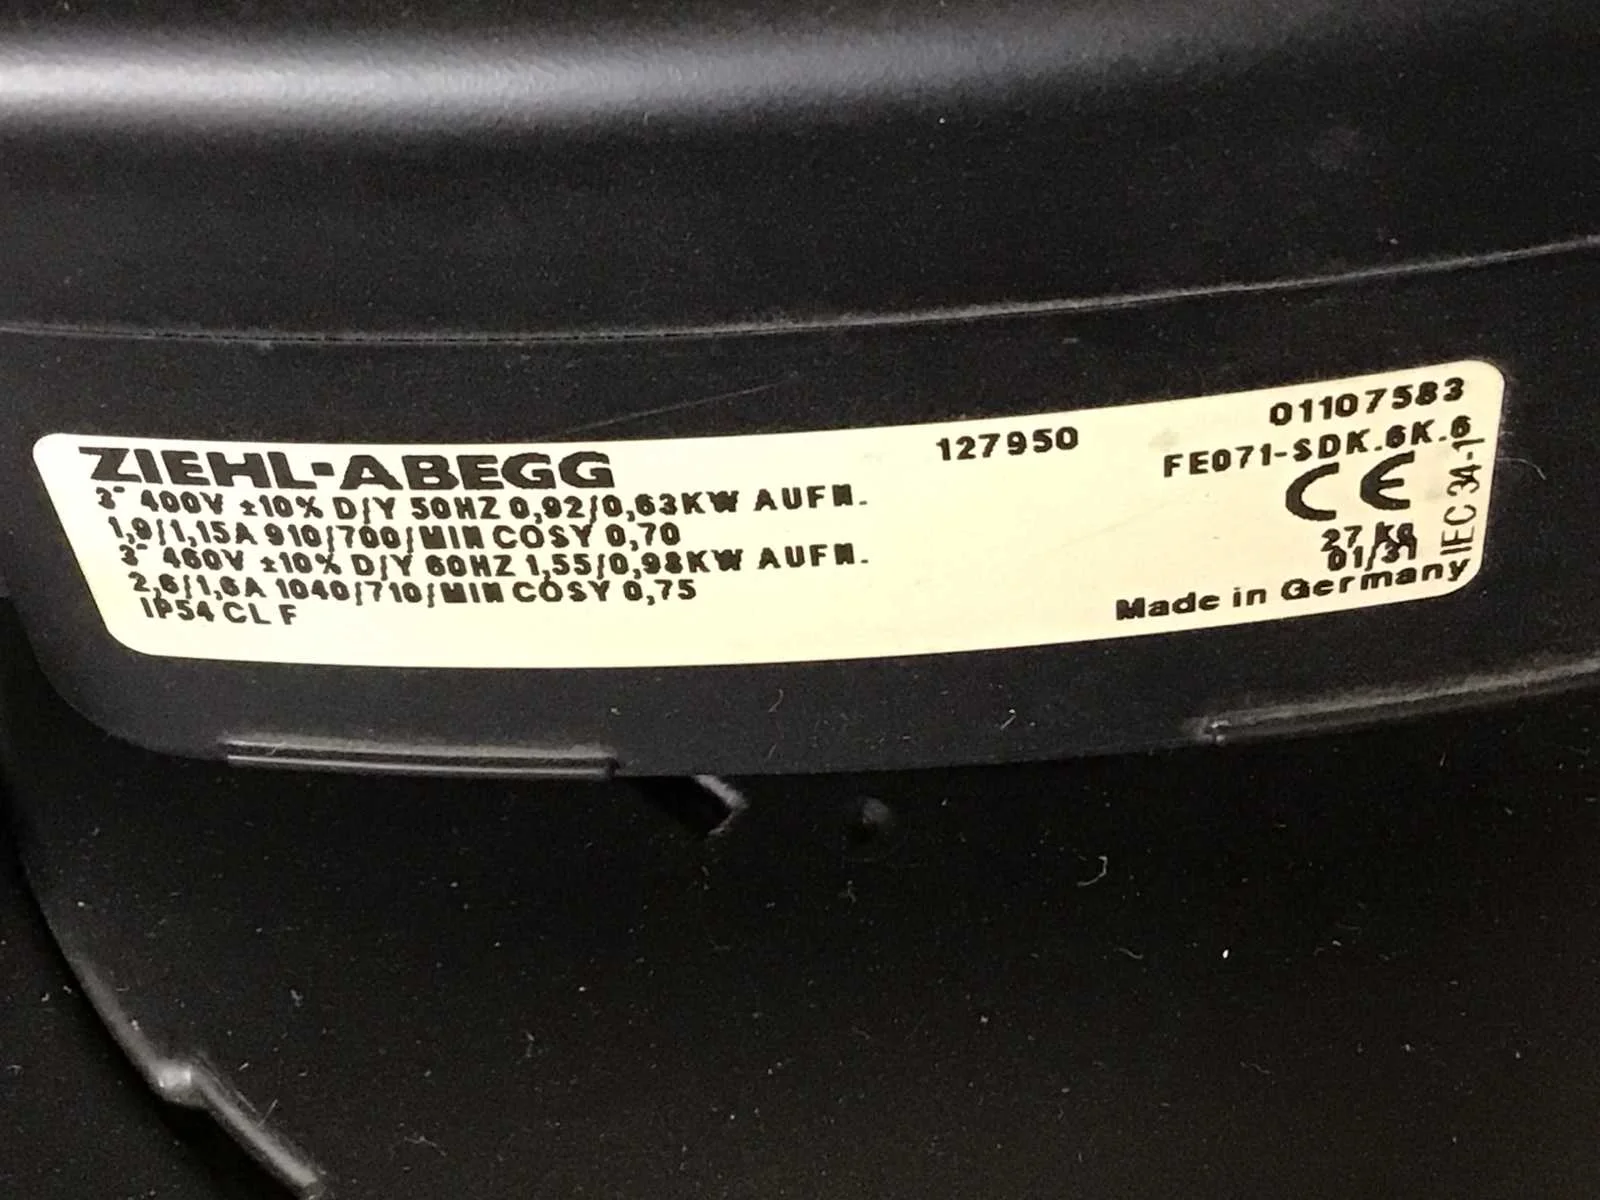 ZIEHL-ABEGG
127950
01107583
FE071-SDK.6K.6
3~ 400V ±10% D/Y 50HZ 0,92/0,63KW AUFN.
1,9/1,15A 910/700/MIN COSY 0,70
3~ 460V ±10% D/Y 60HZ 1,55/0,98KW AUFN.
2,6/1,6A 1040/710/MIN COSY 0,75
IP54 CL F
CE
27 KG
01/31
IEC 34-1
Made in Germany